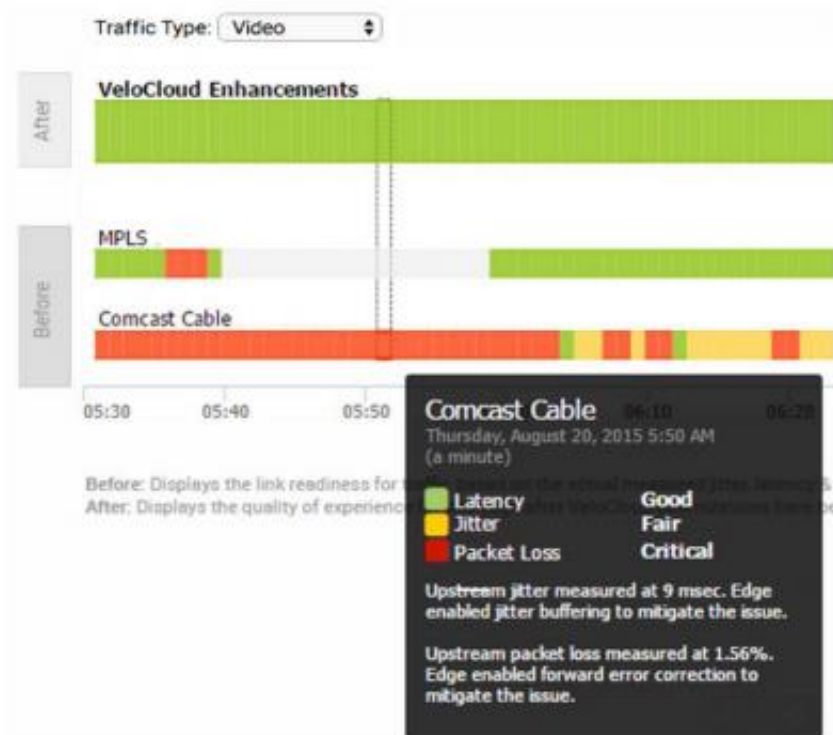 Traffic Type: Video
VeloCloud Enhancements
After
MPLS
Before
Comcast Cable
05:30 05:40 05:50 06:10 06:20
Comcast Cable
Thursday, August 20, 2015 5:50 AM
(a minute)
Before: Displays the link readiness for
After: Displays the quality of experience
Latency Good
Jitter Fair
Packet Loss Critical
Upstream jitter measured at 9 msec. Edge
enabled jitter buffering to mitigate the issue.
Upstream packet loss measured at 1.56%.
Edge enabled forward error correction to
mitigate the issue.